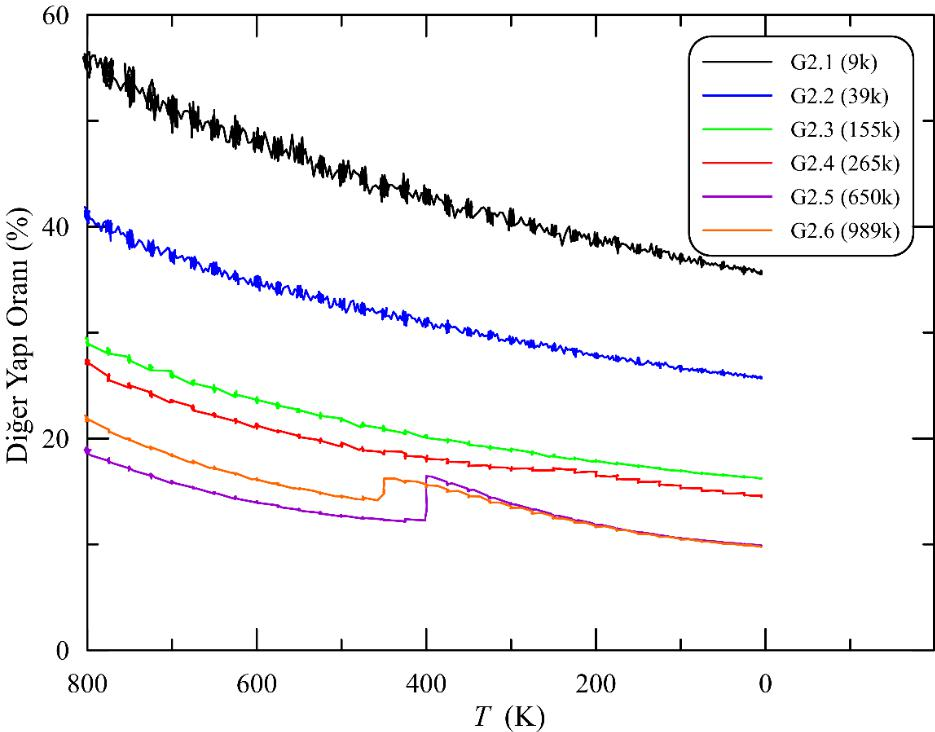 60
40
20
0
Diğer Yapı Oranı (%)
G2.1 (9k)
G2.2 (39k)
G2.3 (155k)
G2.4 (265k)
G2.5 (650k)
G2.6 (989k)
800 600 400 200 0
T (K)